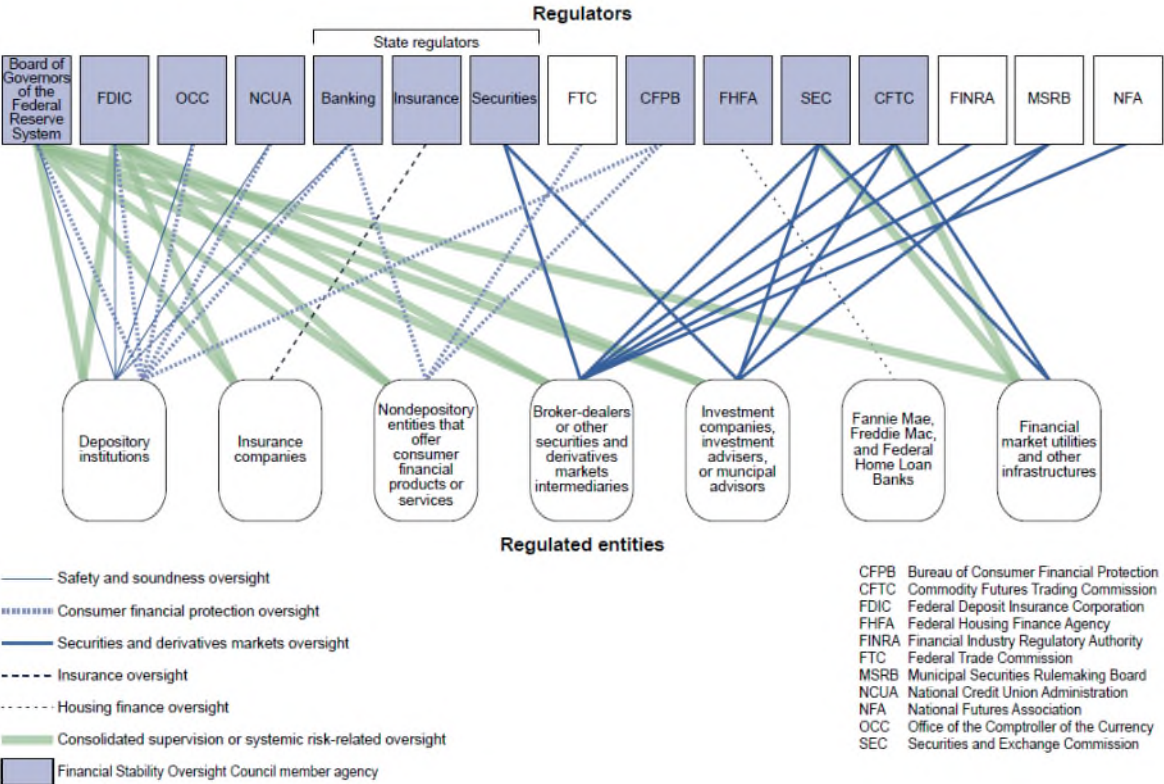 Regulators
State regulators
Board of
Governors
of the
Federal
Reserve
System
FDIC
OCC
NCUA
Banking
Insurance
Securities
FTC
CFPB
FHFA
SEC
CFTC
FINRA
MSRB
NFA
Depository
institutions
Insurance
companies
Nondepository
entities that
offer
consumer
financial
products or
services
Broker-dealers
or other
securities and
derivatives
markets
intermediaries
Investment
companies,
investment
advisers,
or muncipal
advisors
Fannie Mae,
Freddie Mac,
and Federal
Home Loan
Banks
Financial
market utilities
and other
infrastructures
Regulated entities
Safety and soundness oversight
Consumer financial protection oversight
Securities and derivatives markets oversight
Insurance oversight
Housing finance oversight
Consolidated supervision or systemic risk-related oversight
Financial Stability Oversight Council member agency
CFPB Bureau of Consumer Financial Protection
CFTC Commodity Futures Trading Commission
FDIC Federal Deposit Insurance Corporation
FHFA Federal Housing Finance Agency
FINRA Financial Industry Regulatory Authority
FTC Federal Trade Commission
MSRB Municipal Securities Rulemaking Board
NCUA National Credit Union Administration
NFA National Futures Association
OCC Office of the Comptroller of the Currency
SEC Securities and Exchange Commission